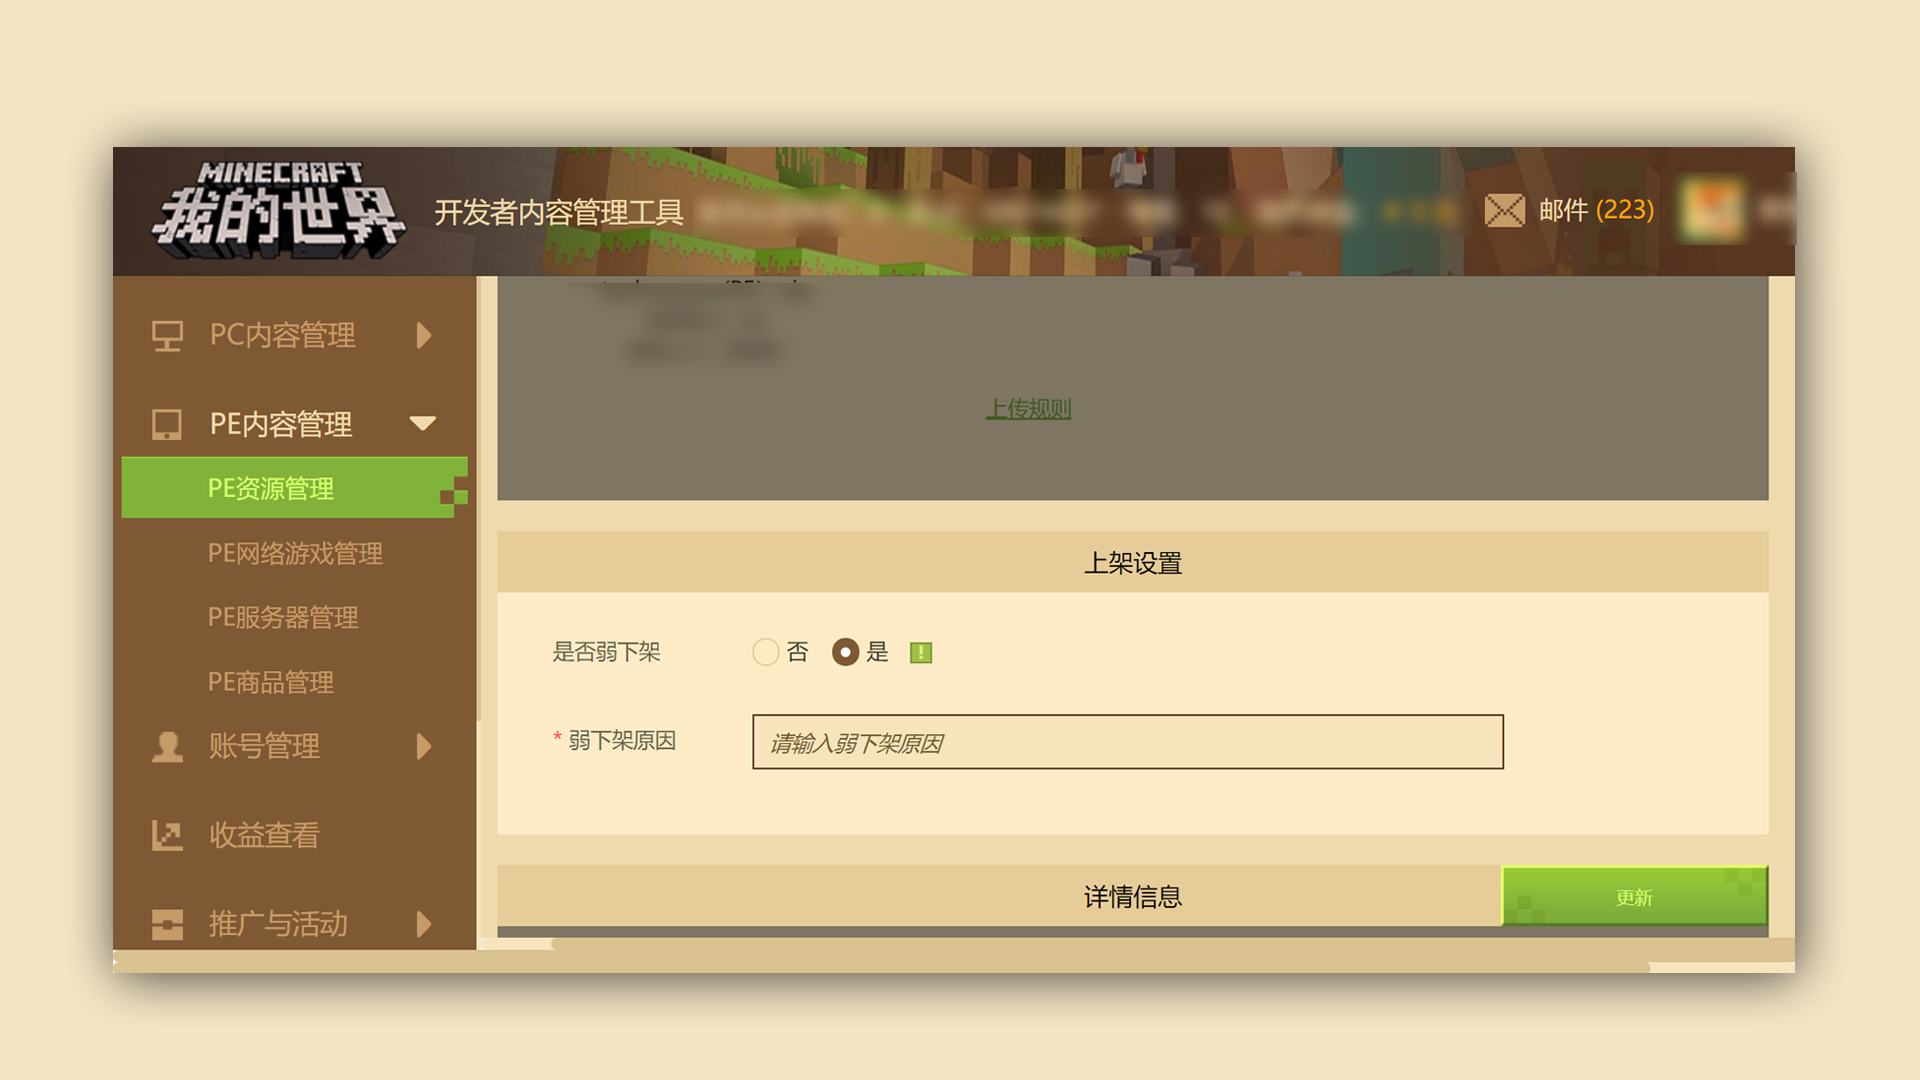 MINECRAFT
我的世界
开发者内容管理工具
邮件 (223)
PC内容管理
PE内容管理
PE资源管理
PE网络游戏管理
PE服务器管理
PE商品管理
账号管理
收益查看
推广与活动
上传规则
上架设置
是否弱下架 否 是
* 弱下架原因 请输入弱下架原因
详情信息
更新